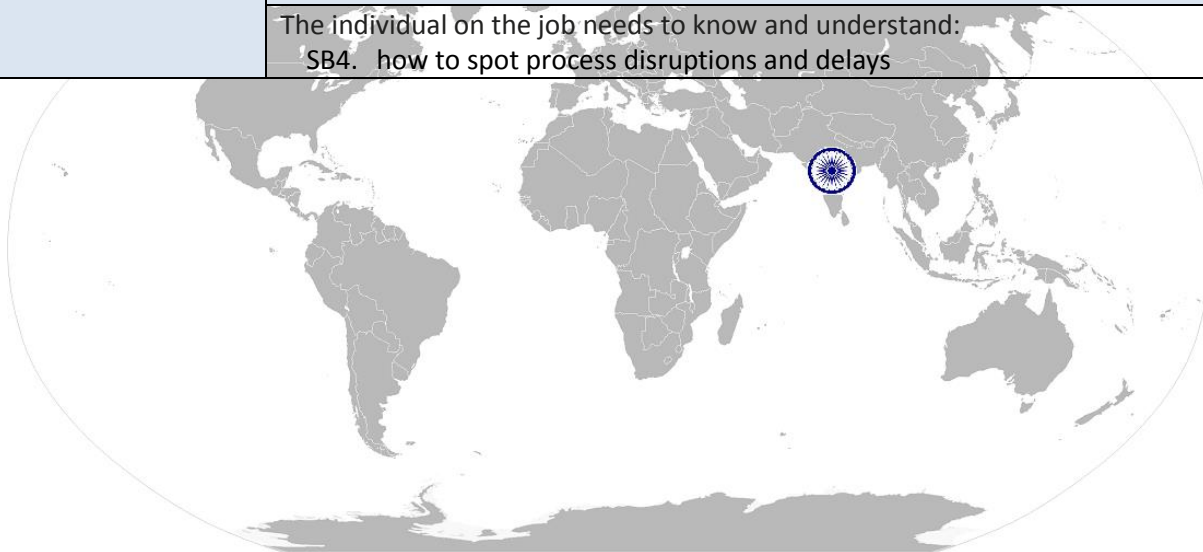 The individual on the job needs to know and understand:
SB4. how to spot process disruptions and delays